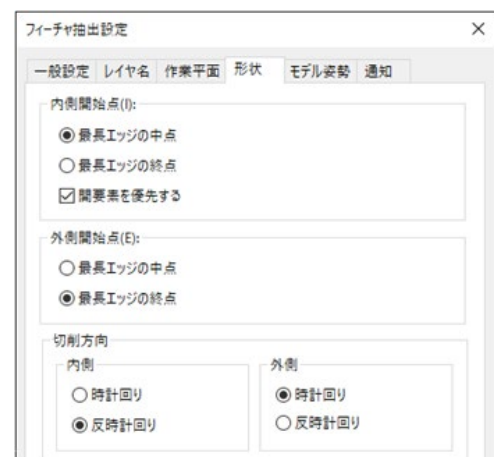 フィーチャ抽出設定
一般設定 レイヤ名 作業平面 形状 モデル姿勢 通知
内側開始点(I):
最長エッジの中点
最長エッジの終点
開要素を優先する
外側開始点(E):
最長エッジの中点
最長エッジの終点
切削方向
内側 外側
時計回り 時計回り
反時計回り 反時計回り